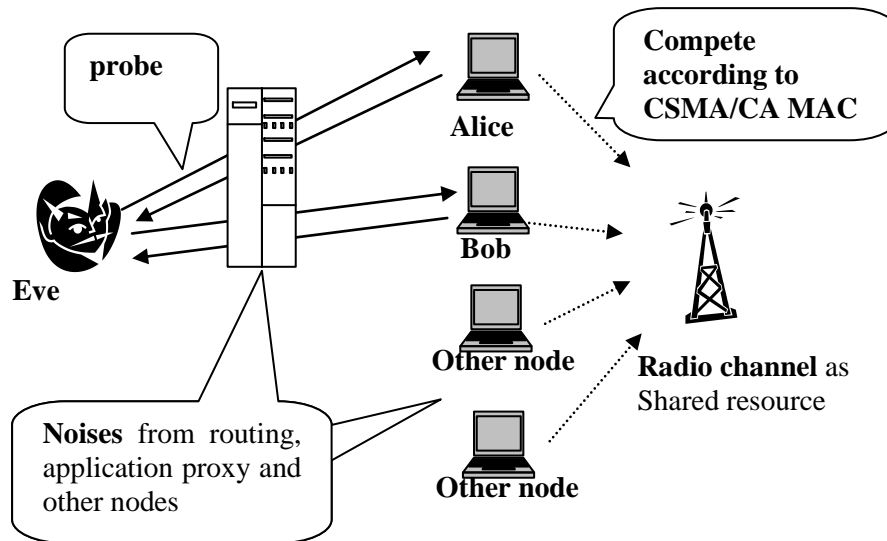 probe
Compete
according to
CSMA/CA MAC
Alice
Bob
Eve
Other node
Radio channel as
Shared resource
Noises from routing,
application proxy and
other nodes
Other node